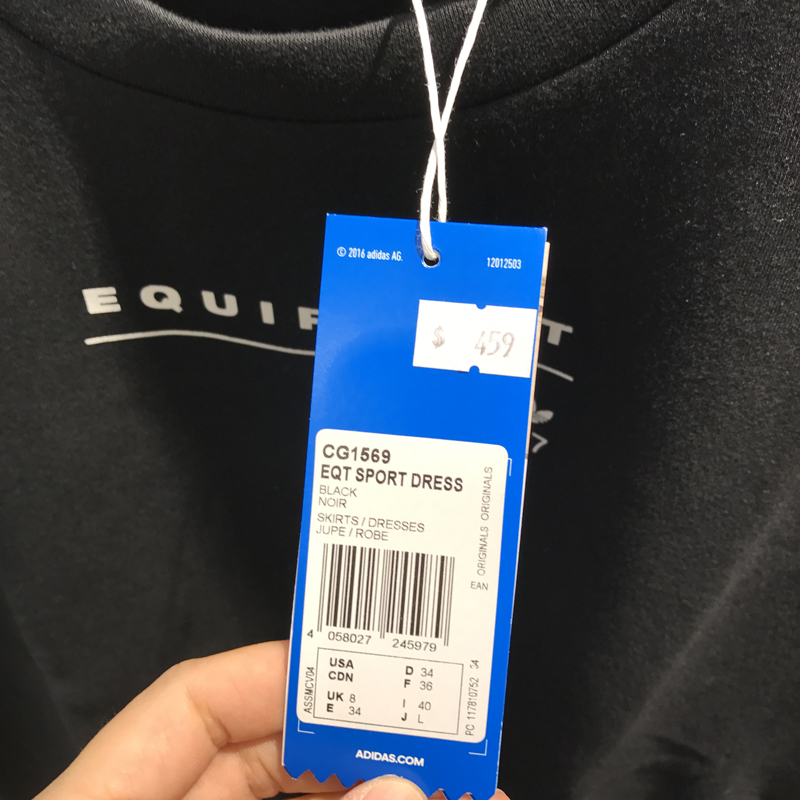 © 2016 adidas AG.
12012503
EQUIP T
$ 459
7
CG1569
EQT SPORT DRESS
BLACK
NOIR
SKIRTS / DRESSES
JUPE / ROBE
ORIGINALS ORIGINALS
EAN
4 058027 245979
ASSMCV04
USA
CDN
UK 8
E 34
D 34
F 36
I 40
J L
PC 117810752 34
ADIDAS.COM